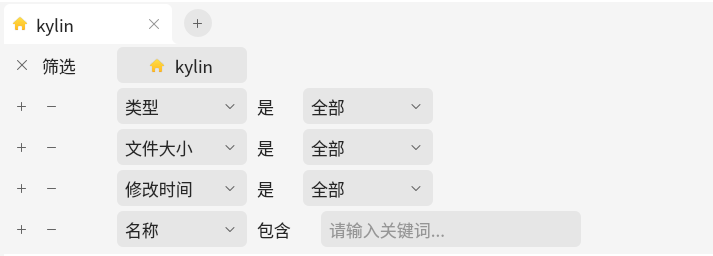 kylin
筛选 kylin
类型 是 全部
文件大小 是 全部
修改时间 是 全部
名称 包含 请输入关键词...